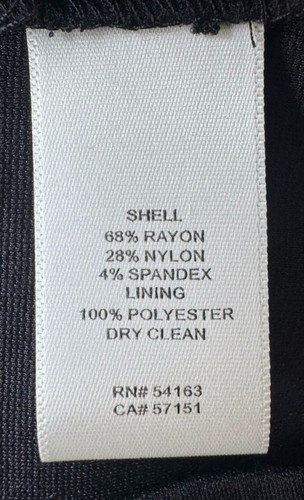 SHELL
68% RAYON
28% NYLON
4% SPANDEX
LINING
100% POLYESTER
DRY CLEAN
RN# 54163
CA# 57151